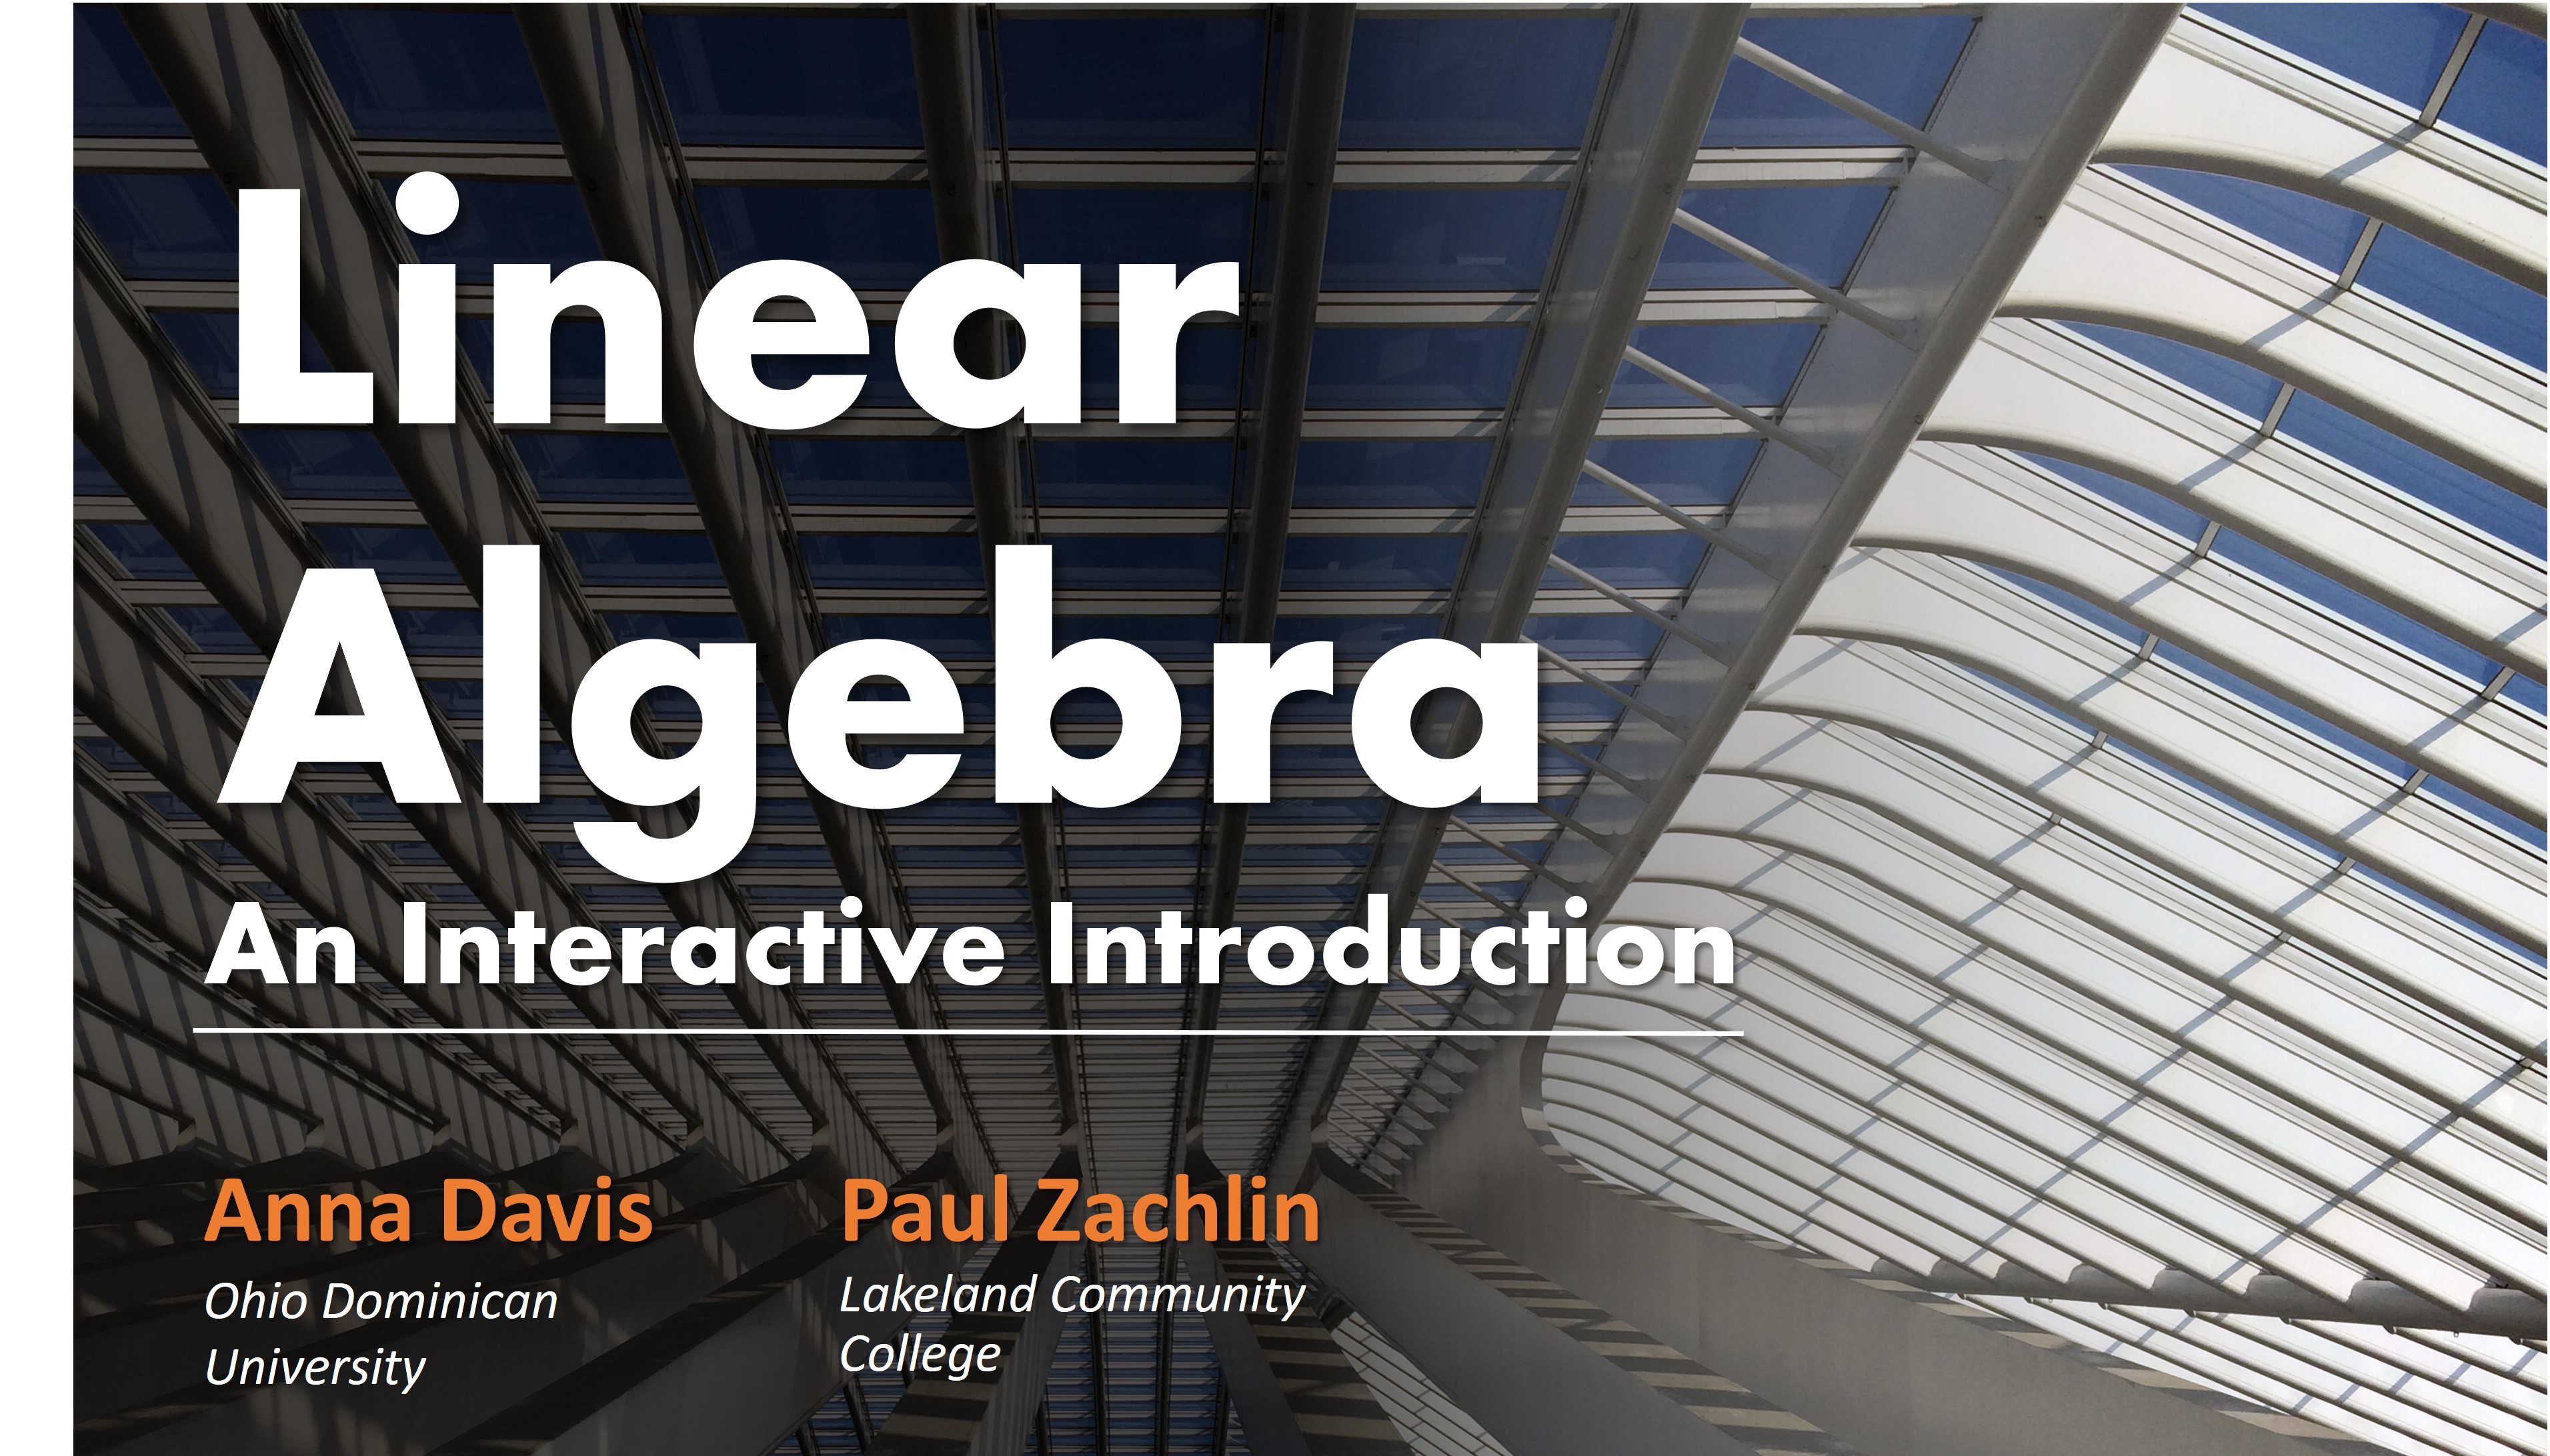 Linear
Algebra
An Interactive Introduction
Anna Davis
Ohio Dominican
University
Paul Zachlin
Lakeland Community
College